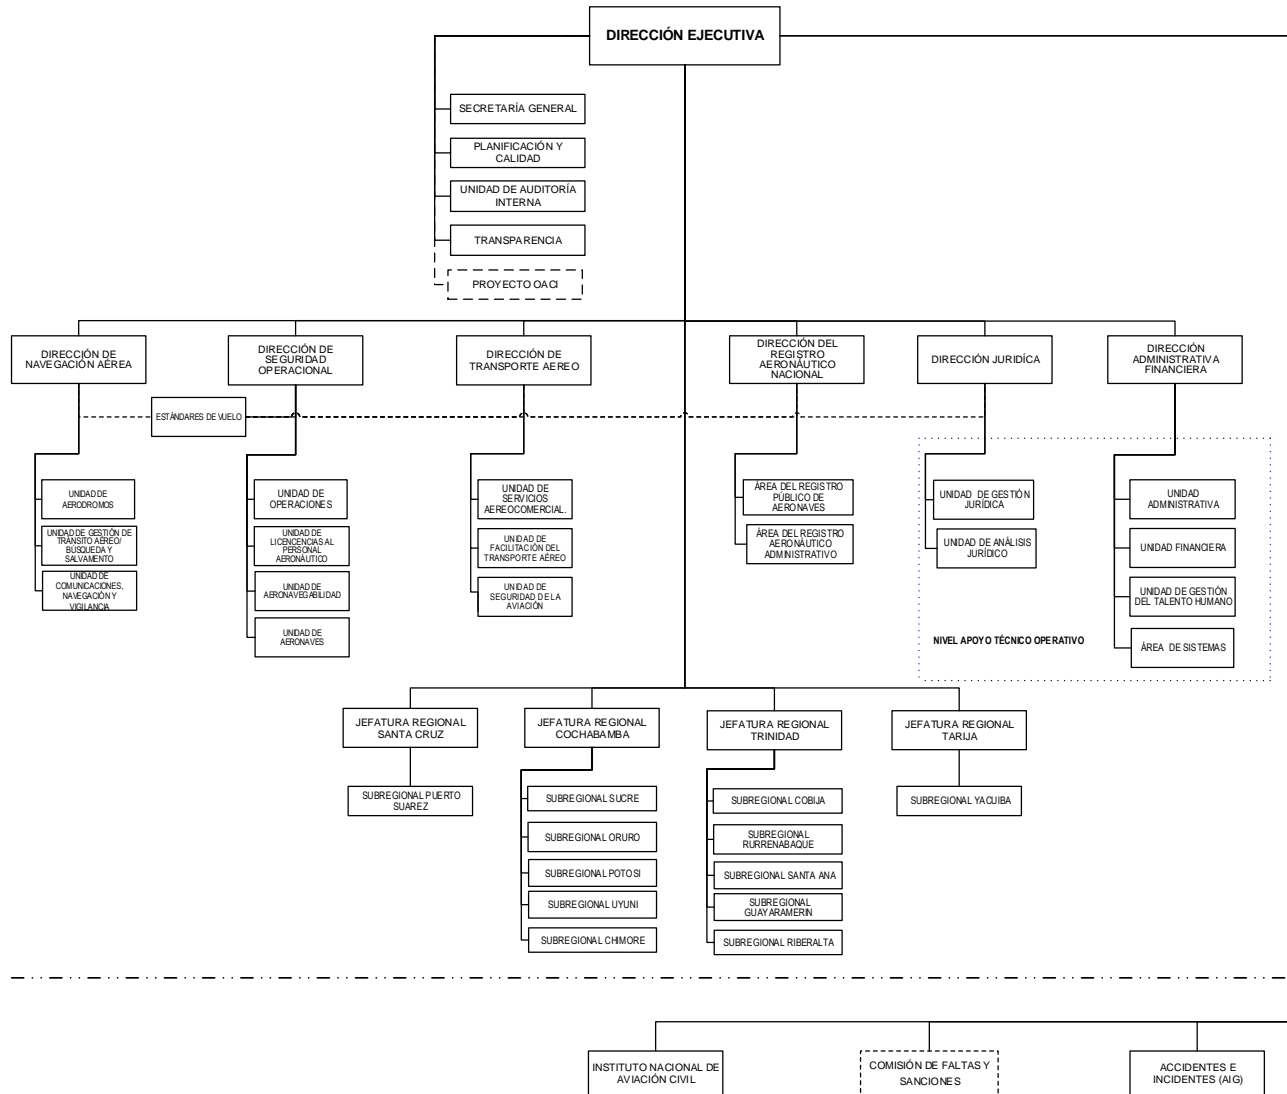 DIRECCIÓN EJECUTIVA
SECRETARÍA GENERAL
PLANIFICACIÓN Y
CALIDAD
UNIDAD DE AUDITORÍA
INTERNA
TRANSPARENCIA
PROYECTO OACI
DIRECCIÓN DE
NAVEGACIÓN AÉREA
DIRECCIÓN DE
SEGURIDAD
OPERACIONAL
DIRECCIÓN DE
TRANSPORTE AEREO
DIRECCIÓN DEL
REGISTRO
AERONÁUTICO
NACIONAL
DIRECCIÓN JURIDÍCA
DIRECCIÓN
ADMINISTRATIVA
FINANCIERA
ESTÁNDARES DE VUELO
UNIDAD DE
AERODROMOS
UNIDAD DE GESTIÓN DE
TRÁNSITO AÉREO/
BÚSQUEDA Y
SALVAMENTO
UNIDAD DE
COMUNICACIONES,
NAVEGACIÓN Y
VIGILANCIA
UNIDAD DE
OPERACIONES
UNIDAD DE
LICENCENCIAS AL
PERSONAL
AERONÁUTICO
UNIDAD DE
AERONAVEGABILIDAD
UNIDAD DE
AERONAVES
UNIDAD DE
SERVICIOS
AEREOCOMERCIAL.
UNIDAD DE
FACILITACIÓN DEL
TRANSPORTE AÉREO
UNIDAD DE
SEGURIDAD DE LA
AVIACIÓN
ÁREA DEL REGISTRO
PÚBLICO DE
AERONAVES
ÁREA DEL REGISTRO
AERONÁUTICO
ADMINISTRATIVO
UNIDAD DE GESTIÓN
JURÍDICA
UNIDAD DE ANÁLISIS
JURÍDICO
UNIDAD
ADMINISTRATIVA
UNIDAD FINANCIERA
UNIDAD DE GESTIÓN
DEL TALENTO HUMANO
ÁREA DE SISTEMAS
NIVEL APOYO TÉCNICO OPERATIVO
JEFATURA REGIONAL
SANTA CRUZ
JEFATURA REGIONAL
COCHABAMBA
JEFATURA REGIONAL
TRINIDAD
JEFATURA REGIONAL
TARIJA
SUBREGIONAL PUERTO
SUAREZ
SUBREGIONAL SUCRE
SUBREGIONAL ORURO
SUBREGIONAL POTOSI
SUBREGIONAL UYUNI
SUBREGIONAL CHIMORE
SUBREGIONAL COBIJA
SUBREGIONAL
RURRENABAQUE
SUBREGIONAL SANTA ANA
SUBREGIONAL
GUAYARAMERIN
SUBREGIONAL RIBERALTA
SUBREGIONAL YACUIBA
INSTITUTO NACIONAL DE
AVIACIÓN CIVIL
COMISIÓN DE FALTAS Y
SANCIONES
ACCIDENTES E
INCIDENTES (AIG)